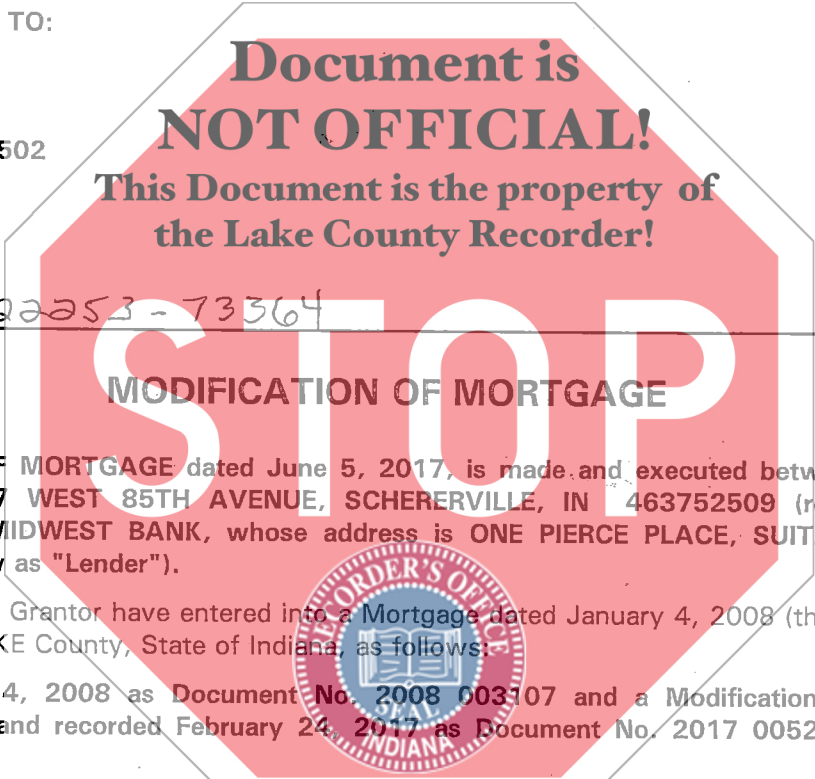 TO:
Document is
NOT OFFICIAL!
502
This Document is the property of
the Lake County Recorder!
22253-73364
STOP
MODIFICATION OF MORTGAGE
MORTGAGE dated June 5, 2017, is made and executed betw
7 WEST 85TH AVENUE, SCHERERVILLE, IN 463752509 (r
MIDWEST BANK, whose address is ONE PIERCE PLACE, SUIT
as "Lender").
Grantor have entered into a Mortgage dated January 4, 2008 (th
KE County, State of Indiana, as follows:
4, 2008 as Document No. 2008 003107 and a Modification
and recorded February 24, 2017 as Document No. 2017 0052
RECORDER'S OFFICE
SEAL
INDIANA